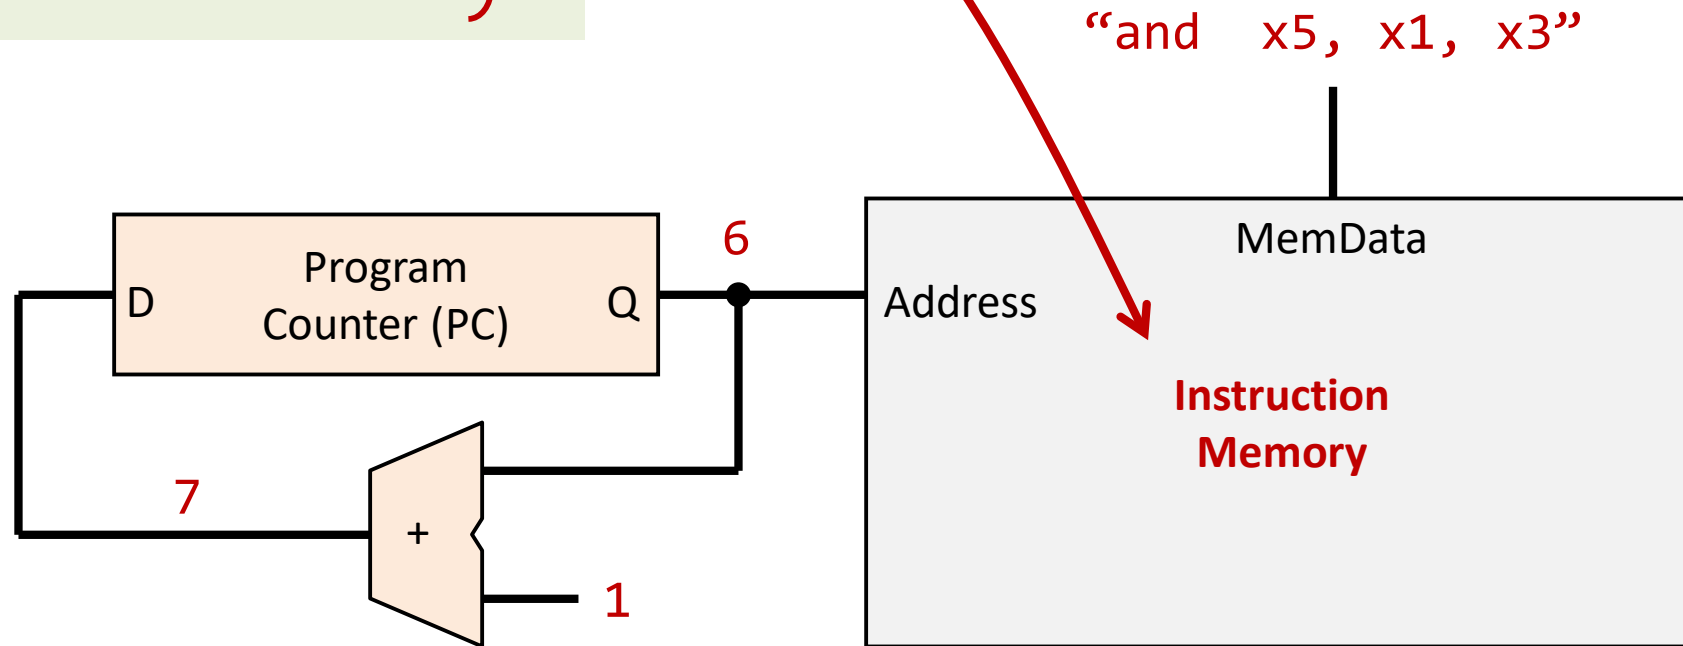 “and x5, x1, x3”
MemData
6
Program
Counter (PC)
D
Q
Address
Instruction
Memory
7
+
1